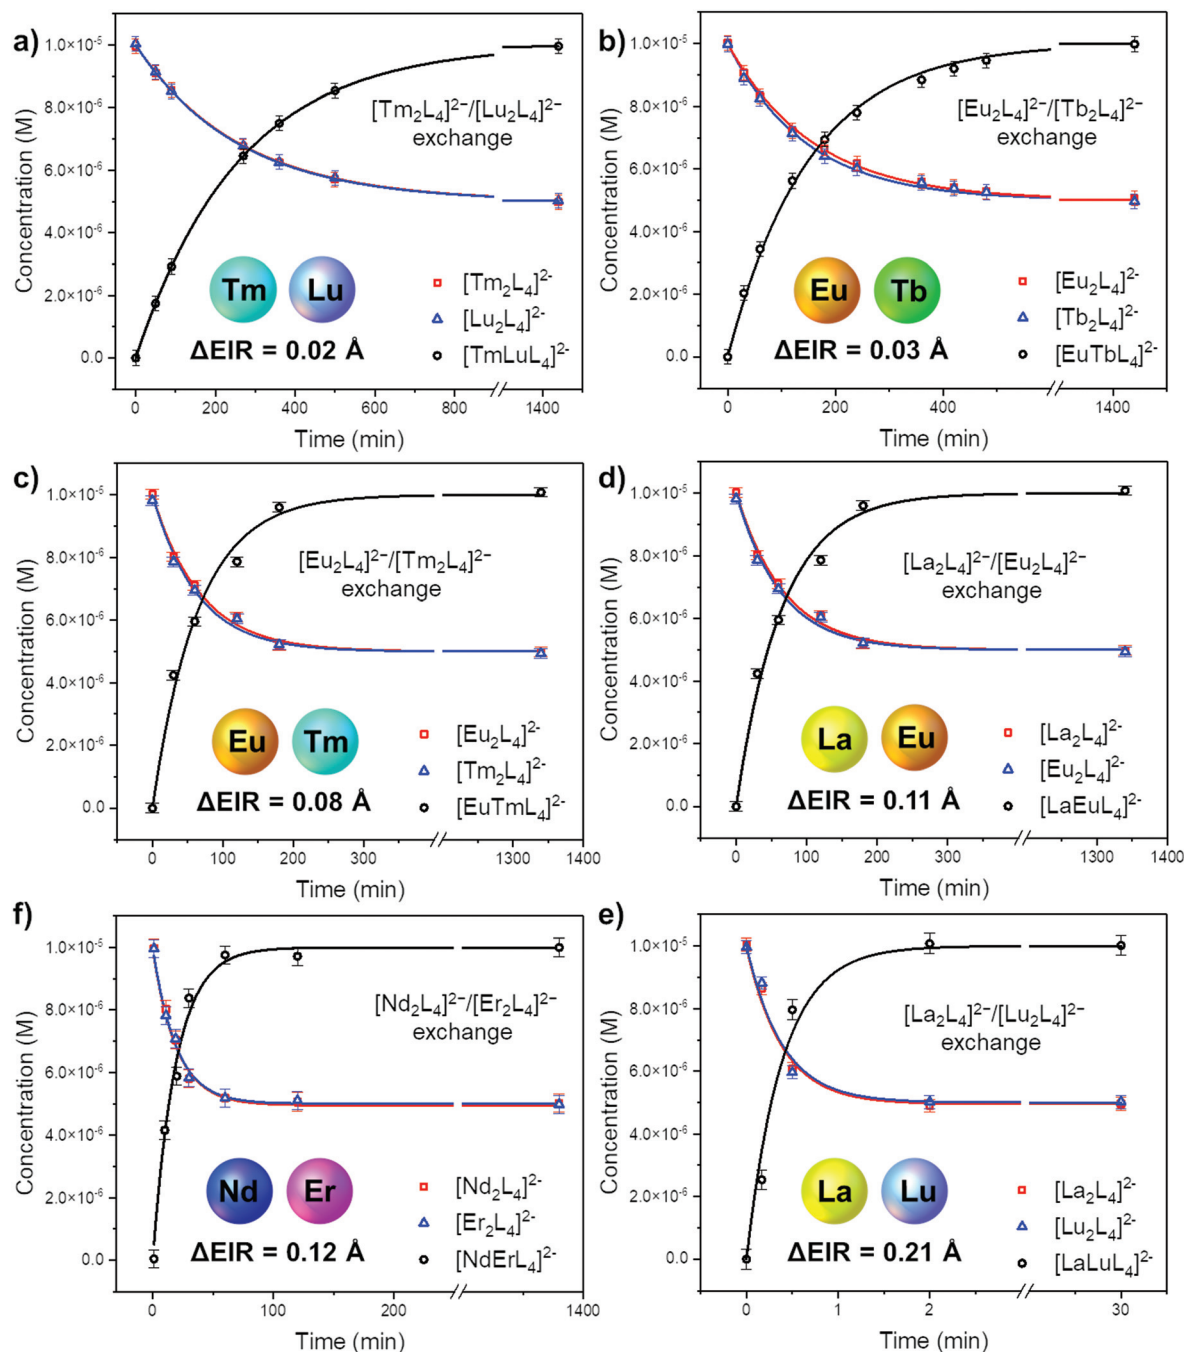 a)
Concentration (M)
1.0×10⁻⁵
8.0×10⁻⁶
6.0×10⁻⁶
4.0×10⁻⁶
2.0×10⁻⁶
0.0
[Tm₂L₄]²⁻/[Lu₂L₄]²⁻
exchange
Tm Lu
ΔEIR = 0.02 Å
[Tm₂L₄]²⁻
[Lu₂L₄]²⁻
[TmLuL₄]²⁻
0 200 400 600 800 1400
Time (min)
b)
Concentration (M)
1.0×10⁻⁵
8.0×10⁻⁶
6.0×10⁻⁶
4.0×10⁻⁶
2.0×10⁻⁶
0.0
[Eu₂L₄]²⁻/[Tb₂L₄]²⁻
exchange
Eu Tb
ΔEIR = 0.03 Å
[Eu₂L₄]²⁻
[Tb₂L₄]²⁻
[EuTbL₄]²⁻
0 200 400 1400
Time (min)
c)
Concentration (M)
1.0×10⁻⁵
8.0×10⁻⁶
6.0×10⁻⁶
4.0×10⁻⁶
2.0×10⁻⁶
0.0
[Eu₂L₄]²⁻/[Tm₂L₄]²⁻
exchange
Eu Tm
ΔEIR = 0.08 Å
[Eu₂L₄]²⁻
[Tm₂L₄]²⁻
[EuTmL₄]²⁻
0 100 200 300 1300 1400
Time (min)
d)
Concentration (M)
1.0×10⁻⁵
8.0×10⁻⁶
6.0×10⁻⁶
4.0×10⁻⁶
2.0×10⁻⁶
0.0
[La₂L₄]²⁻/[Eu₂L₄]²⁻
exchange
La Eu
ΔEIR = 0.11 Å
[La₂L₄]²⁻
[Eu₂L₄]²⁻
[LaEuL₄]²⁻
0 100 200 300 1300 1400
Time (min)
f)
Concentration (M)
1.0×10⁻⁵
8.0×10⁻⁶
6.0×10⁻⁶
4.0×10⁻⁶
2.0×10⁻⁶
0.0
[Nd₂L₄]²⁻/[Er₂L₄]²⁻
exchange
Nd Er
ΔEIR = 0.12 Å
[Nd₂L₄]²⁻
[Er₂L₄]²⁻
[NdErL₄]²⁻
0 100 200 1400
Time (min)
e)
Concentration (M)
1.0×10⁻⁵
8.0×10⁻⁶
6.0×10⁻⁶
4.0×10⁻⁶
2.0×10⁻⁶
0.0
[La₂L₄]²⁻/[Lu₂L₄]²⁻
exchange
La Lu
ΔEIR = 0.21 Å
[La₂L₄]²⁻
[Lu₂L₄]²⁻
[LaLuL₄]²⁻
0 1 2 30
Time (min)